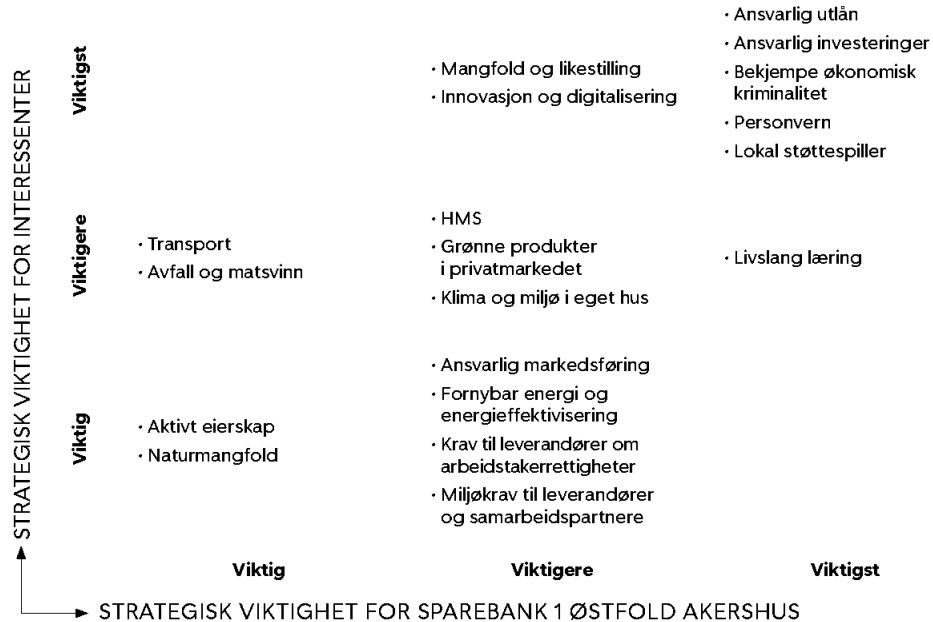 STRATEGISK VIKTIGHET FOR INTERESSENTER
Viktigst
· Mangfold og likestilling
· Innovasjon og digitalisering
· Ansvarlig utlån
· Ansvarlig investeringer
· Bekjempe økonomisk
kriminalitet
· Personvern
· Lokal støttespiller
Viktigere
· Transport
· Avfall og matsvinn
· HMS
· Grønne produkter
i privatmarkedet
· Klima og miljø i eget hus
· Livslang læring
Viktig
· Aktivt eierskap
· Naturmangfold
· Ansvarlig markedsføring
· Fornybar energi og
energieffektivisering
· Krav til leverandører om
arbeidstakerrettigheter
· Miljøkrav til leverandører
og samarbeidspartnere
Viktig
Viktigere
Viktigst
STRATEGISK VIKTIGHET FOR SPAREBANK 1 ØSTFOLD AKERSHUS